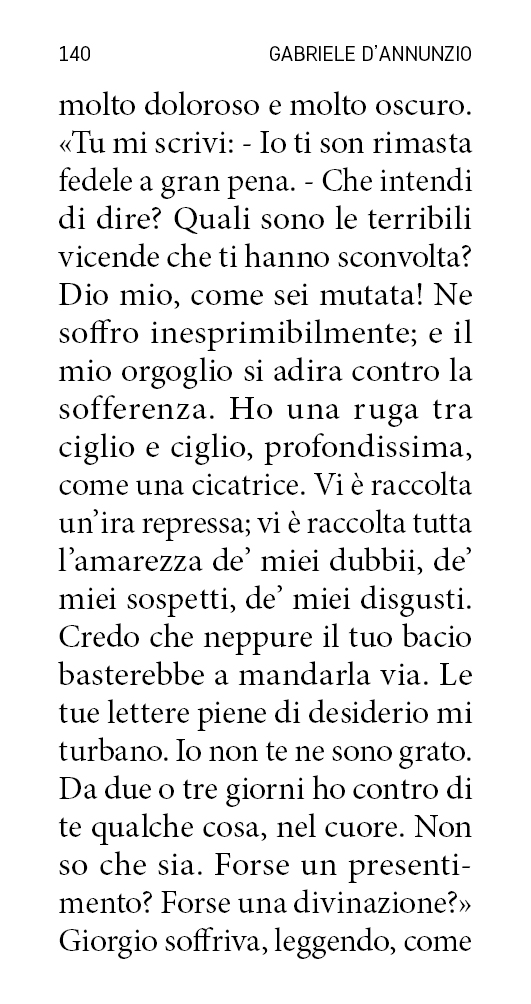 140 GABRIELE D’ANNUNZIO
molto doloroso e molto oscuro.
«Tu mi scrivi: - Io ti son rimasta
fedele a gran pena. - Che intendi
di dire? Quali sono le terribili
vicende che ti hanno sconvolta?
Dio mio, come sei mutata! Ne
soffro inesprimibilmente; e il
mio orgoglio si adira contro la
sofferenza. Ho una ruga tra
ciglio e ciglio, profondissima,
come una cicatrice. Vi è raccolta
un’ira repressa; vi è raccolta tutta
l’amarezza de’ miei dubbii, de’
miei sospetti, de’ miei disgusti.
Credo che neppure il tuo bacio
basterebbe a mandarla via. Le
tue lettere piene di desiderio mi
turbano. Io non te ne sono grato.
Da due o tre giorni ho contro di
te qualche cosa, nel cuore. Non
so che sia. Forse un presenti-
mento? Forse una divinazione?»
Giorgio soffriva, leggendo, come